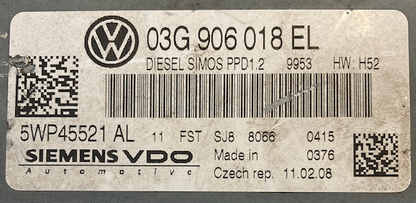 03G 906 018 EL
DIESEL SIMOS PPD1.2 9953 HW: H52
5WP45521 AL 11 FST SJ8 8066 0415
SIEMENS VDO Made in 0376
Automotive Czech rep. 11.02.08